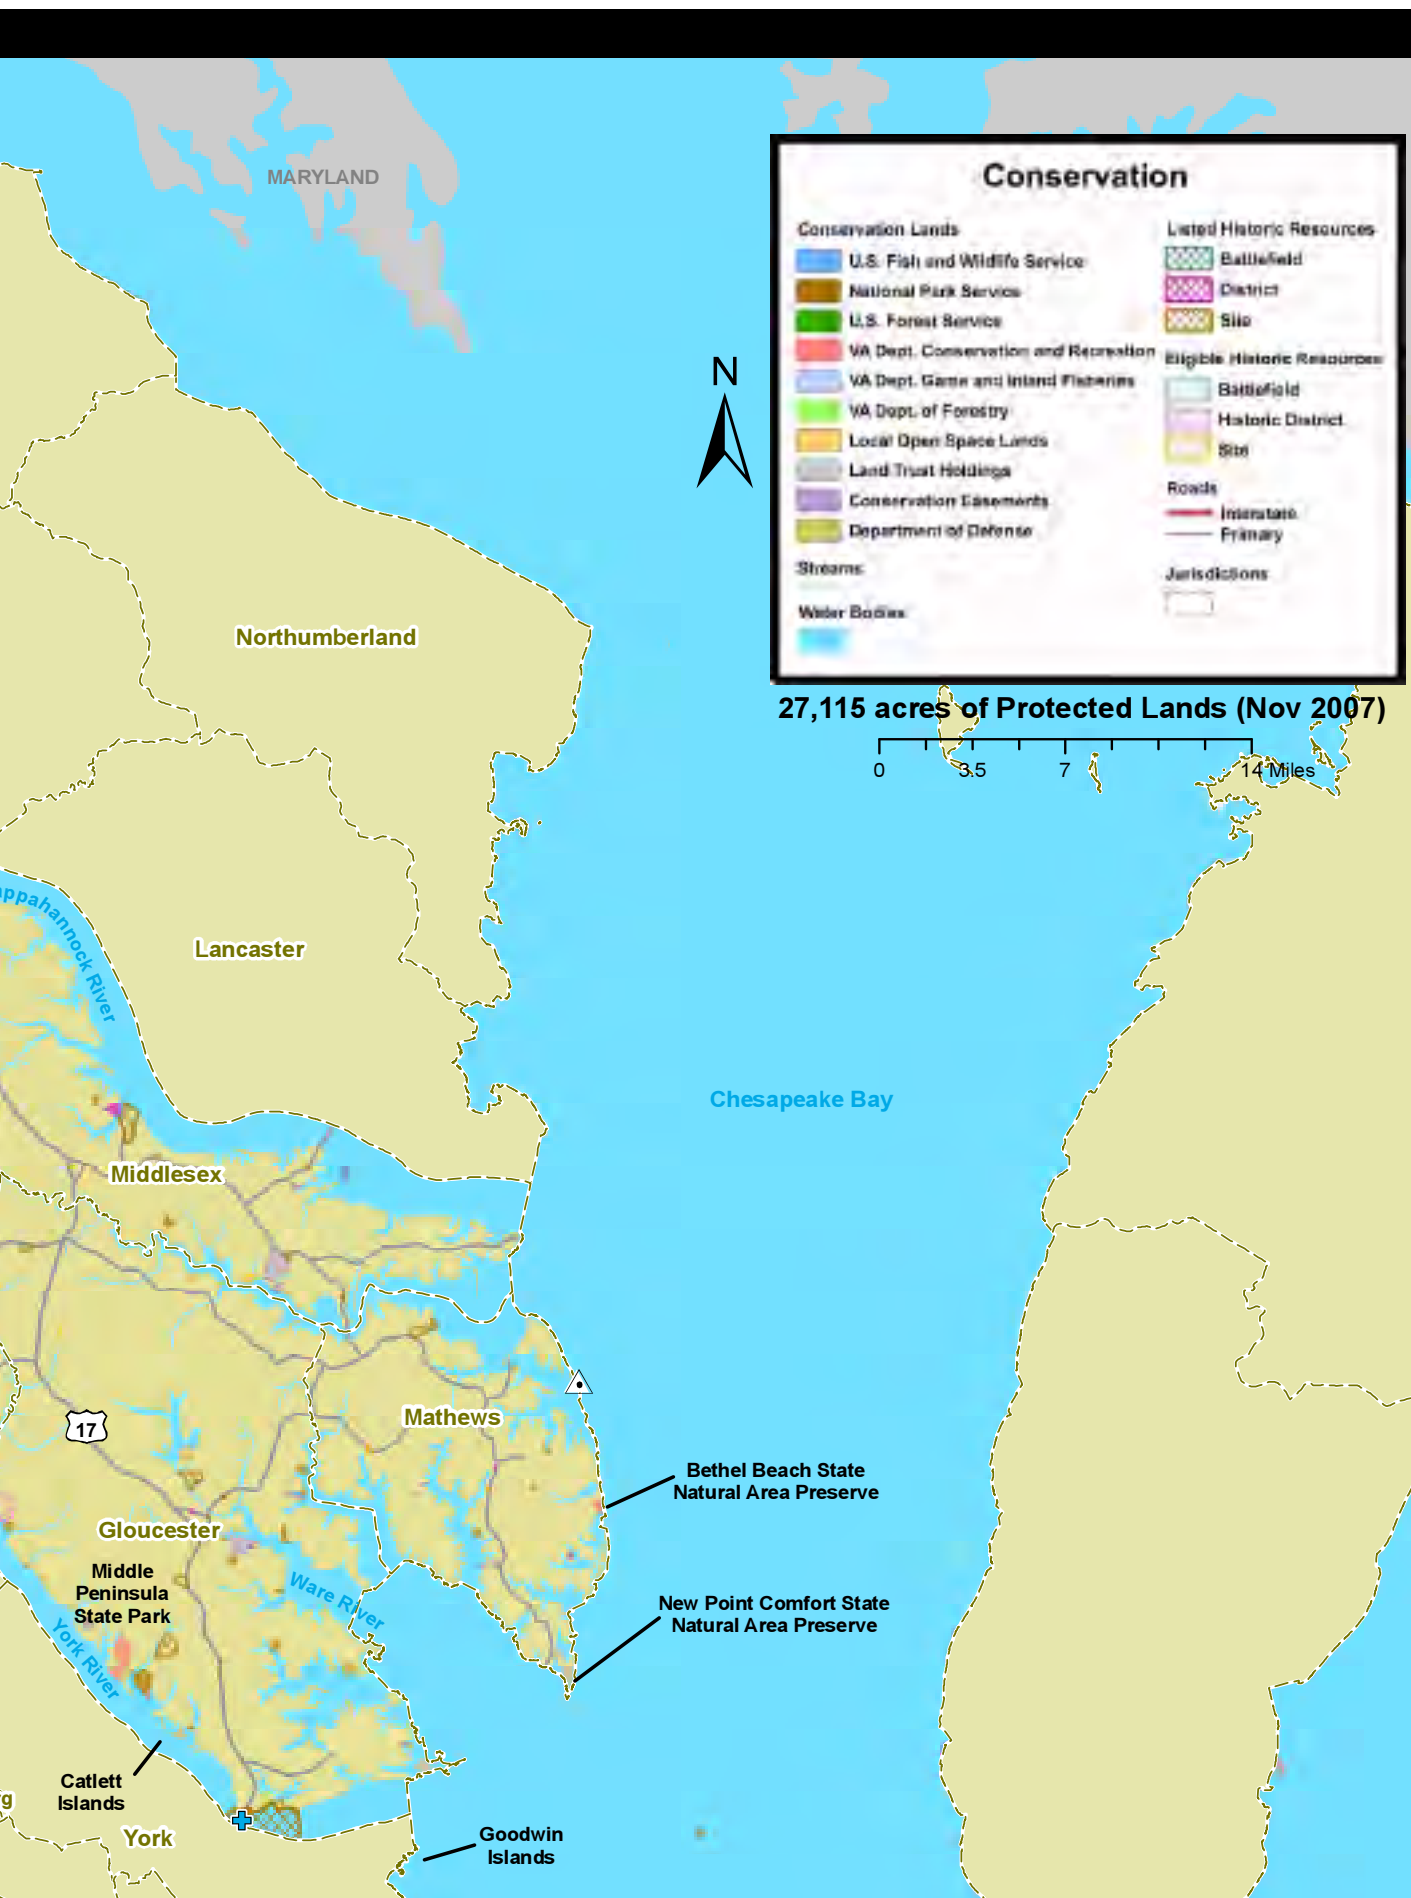 MARYLAND
Conservation
Conservation Lands
U.S. Fish and Wildlife Service
National Park Service
U.S. Forest Service
VA Dept. Conservation and Recreation
VA Dept. Game and Inland Fisheries
VA Dept. of Forestry
Local Open Space Lands
Land Trust Holdings
Conservation Easements
Department of Defense
Streams
Water Bodies
Listed Historic Resources
Battlefield
District
Site
Eligible Historic Resources
Battlefield
Historic District
Site
Roads
Interstate
Primary
Jurisdictions
N
27,115 acres of Protected Lands (Nov 2007)
0 3.5 7 14 Miles
Northumberland
Lancaster
appahannock River
Chesapeake Bay
Middlesex
17
Mathews
Bethel Beach State
Natural Area Preserve
Gloucester
Middle
Peninsula
State Park
Ware River
New Point Comfort State
Natural Area Preserve
York River
Catlett
Islands
g
York
Goodwin
Islands